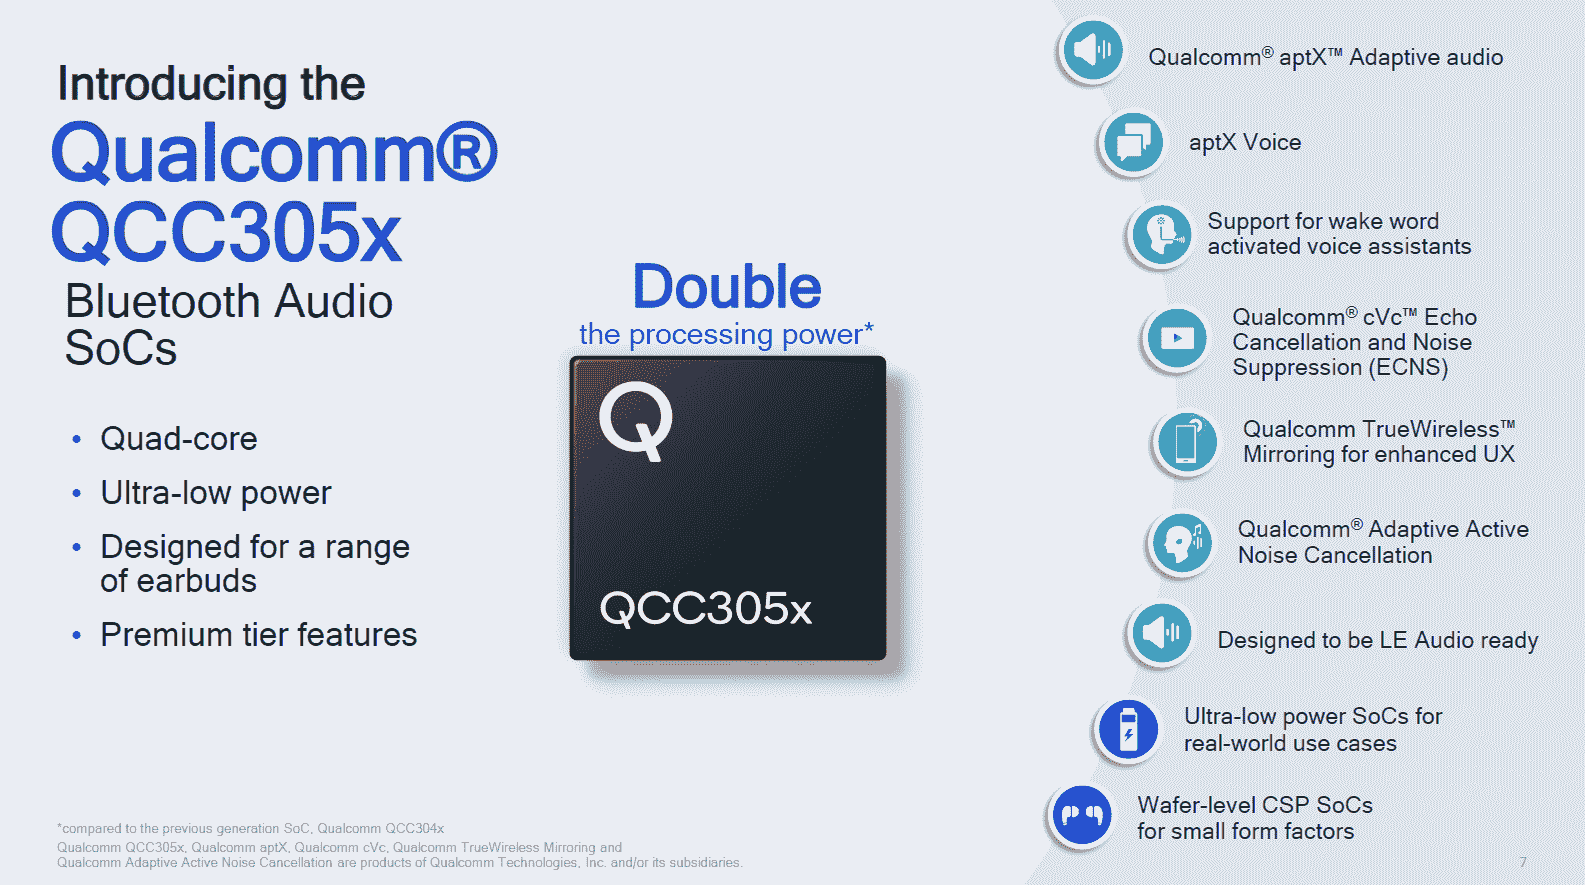 Introducing the
Qualcomm®
QCC305x
Bluetooth Audio
SoCs
• Quad-core
• Ultra-low power
• Designed for a range
of earbuds
• Premium tier features
Double
the processing power*
Q
QCC305x
Qualcomm® aptX™ Adaptive audio
aptX Voice
Support for wake word
activated voice assistants
Qualcomm® cVc™ Echo
Cancellation and Noise
Suppression (ECNS)
Qualcomm TrueWireless™
Mirroring for enhanced UX
Qualcomm® Adaptive Active
Noise Cancellation
Designed to be LE Audio ready
Ultra-low power SoCs for
real-world use cases
Wafer-level CSP SoCs
for small form factors
*compared to the previous generation SoC, Qualcomm QCC304x
Qualcomm QCC305x, Qualcomm aptX, Qualcomm cVc, Qualcomm TrueWireless Mirroring and
Qualcomm Adaptive Active Noise Cancellation are products of Qualcomm Technologies, Inc. and/or its subsidiaries.
7